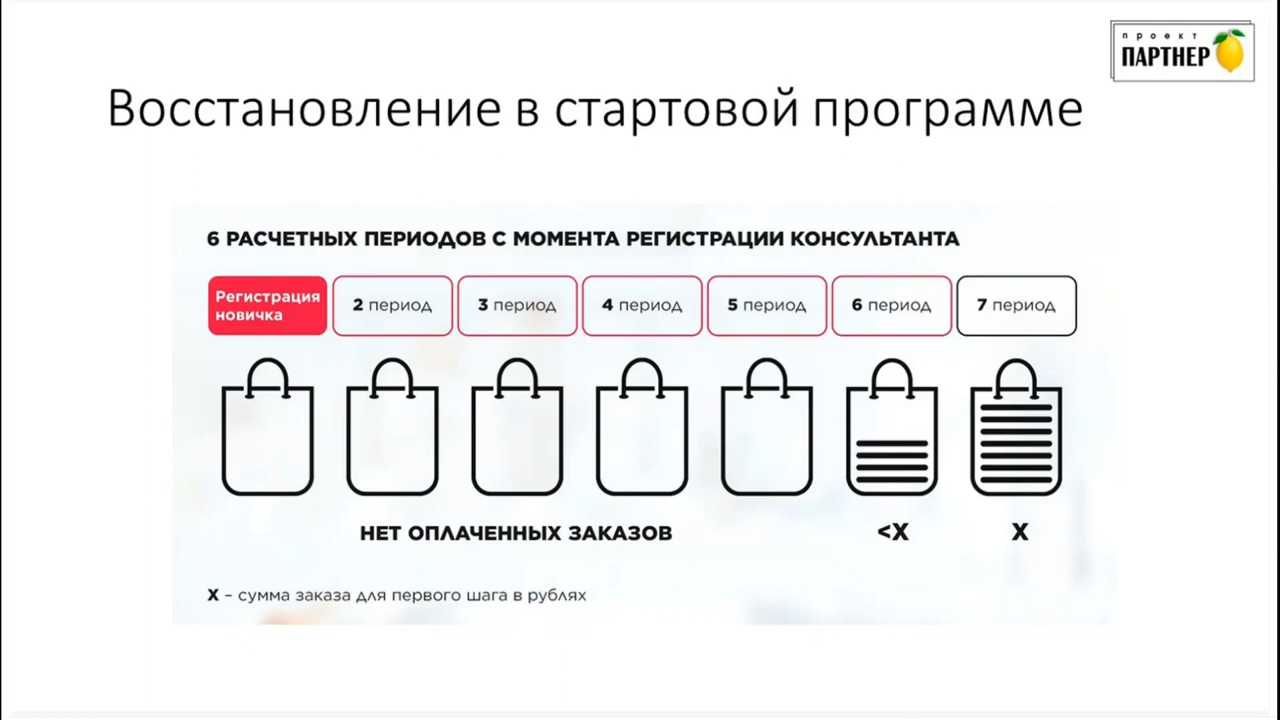 проект
ПАРТНЕР
Восстановление в стартовой программе
6 РАСЧЕТНЫХ ПЕРИОДОВ С МОМЕНТА РЕГИСТРАЦИИ КОНСУЛЬТАНТА
Регистрация
новичка
2 период
3 период
4 период
5 период
6 период
7 период
НЕТ ОПЛАЧЕННЫХ ЗАКАЗОВ
<X
X
X – сумма заказа для первого шага в рублях